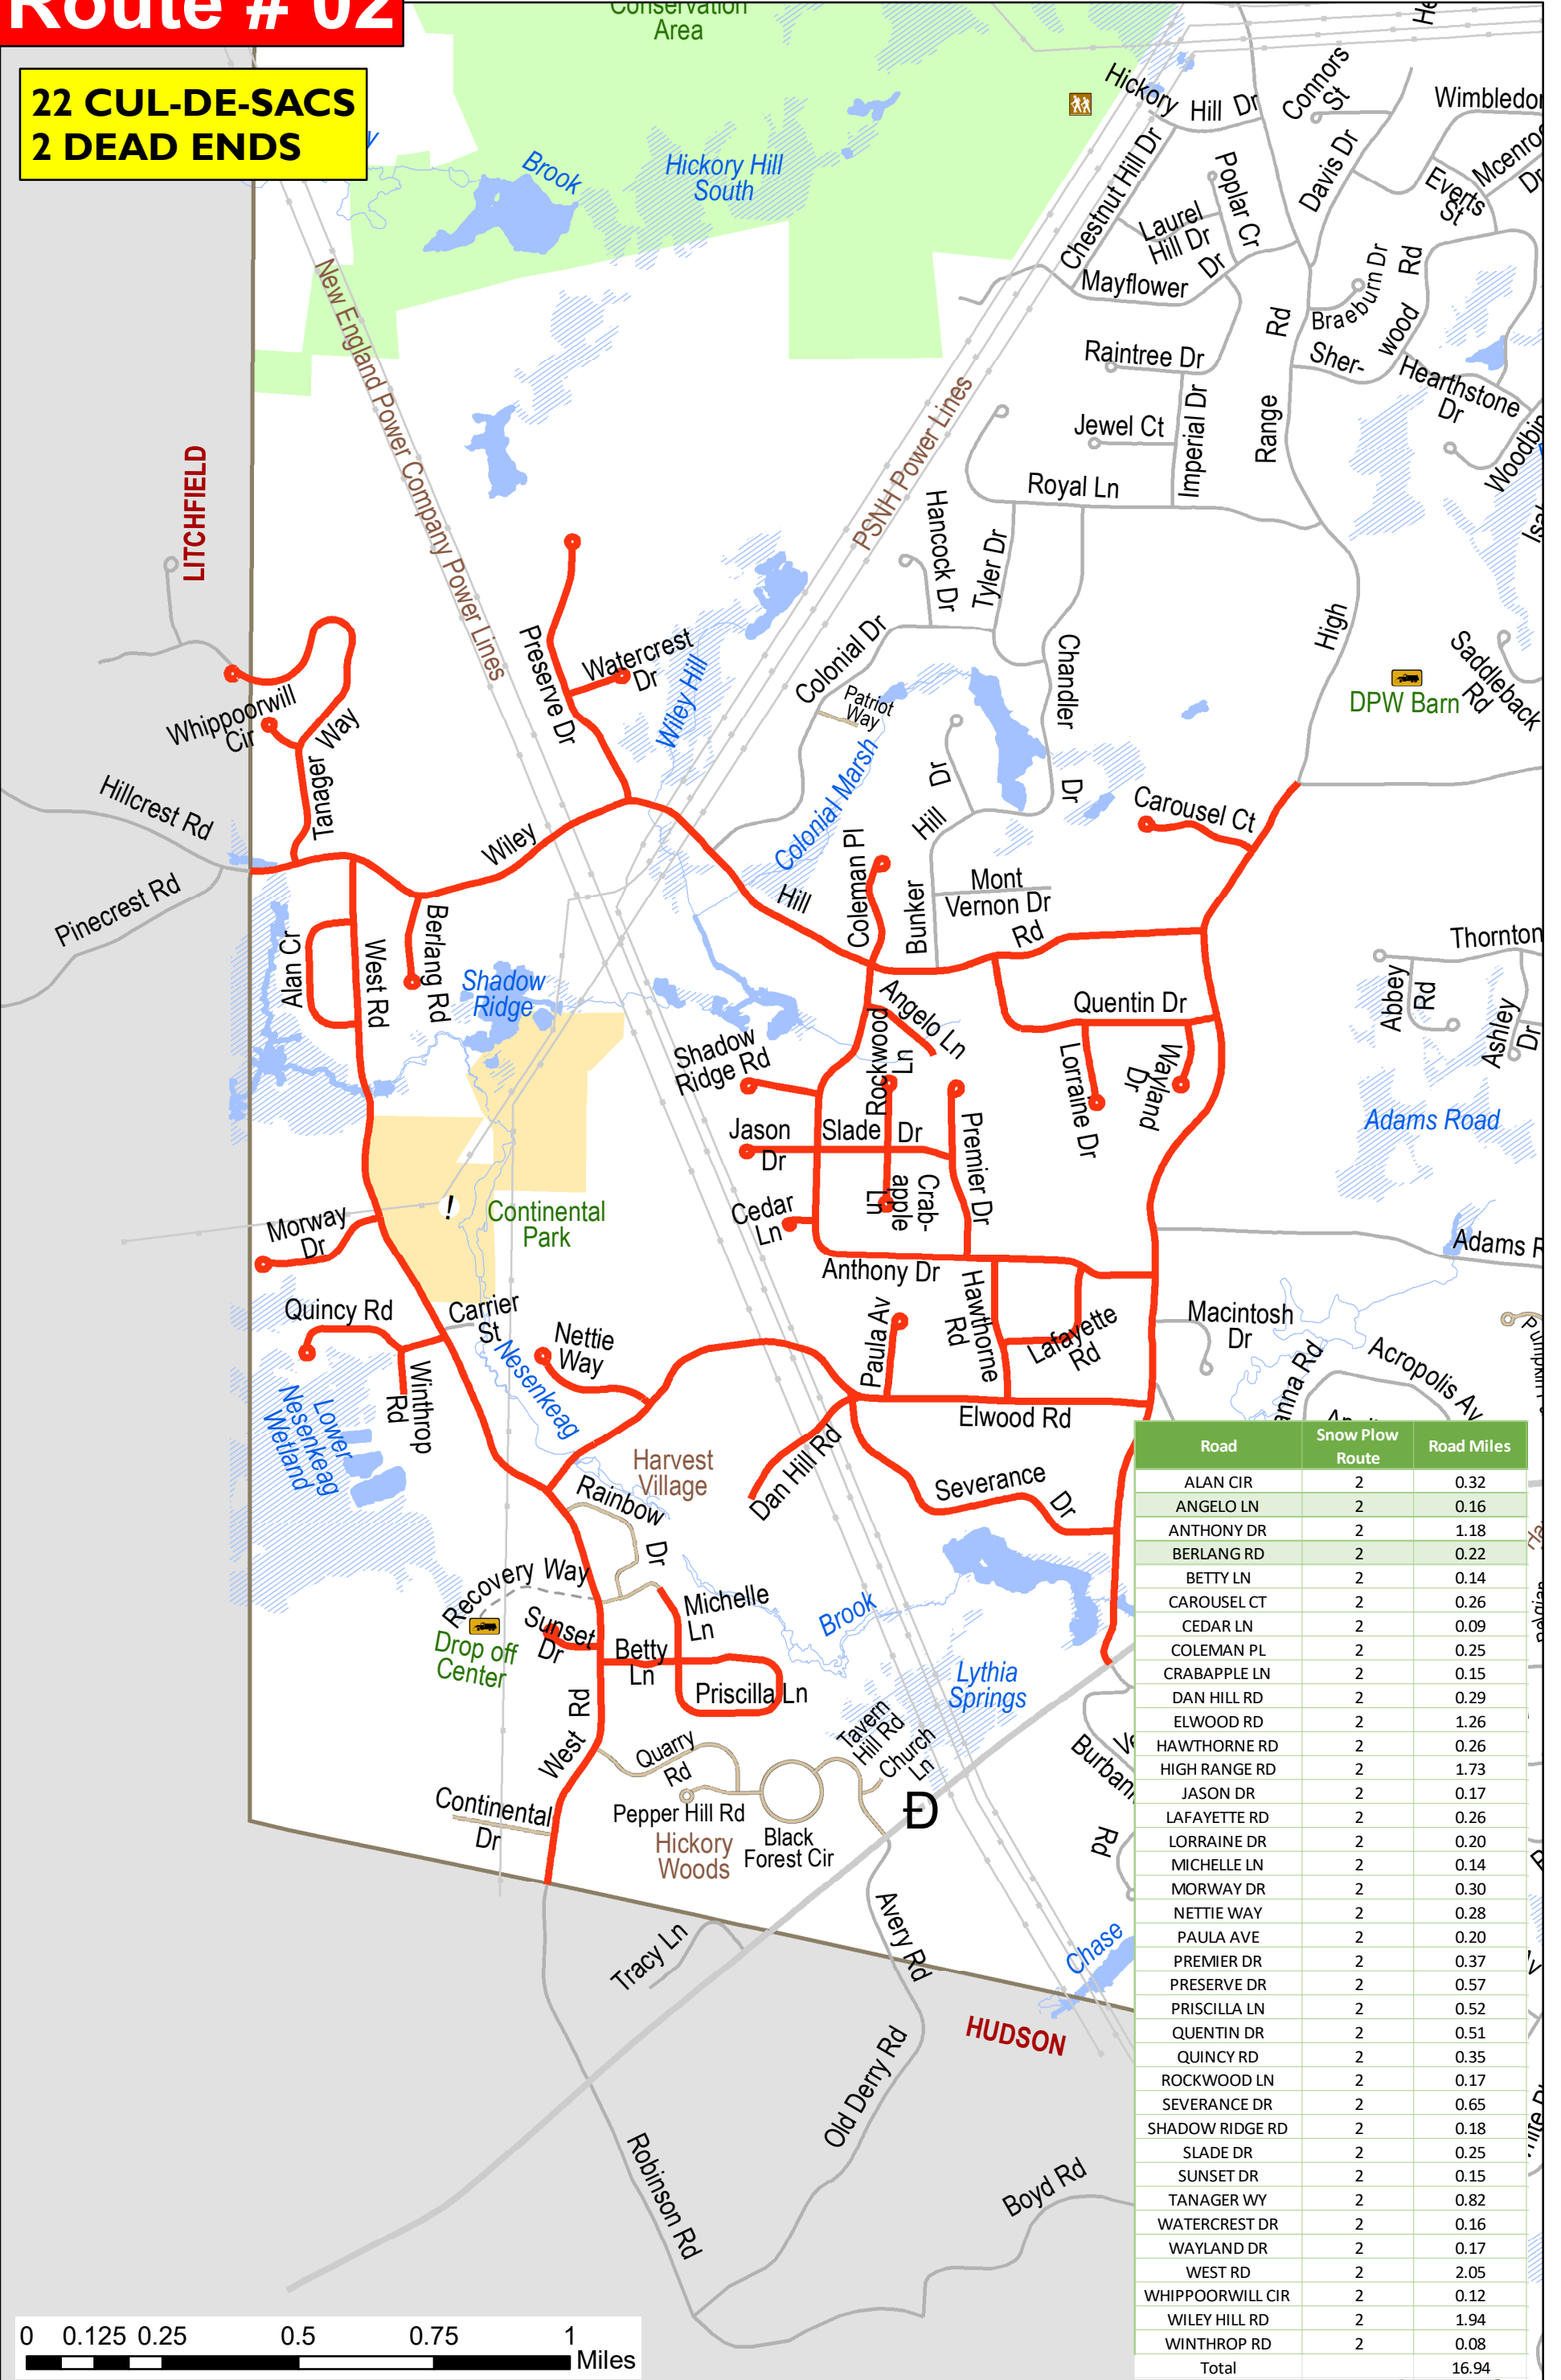 Route # 02
22 CUL-DE-SACS
2 DEAD ENDS
Conservation
Area
Brook
Hickory Hill
South
Hickory Hill Dr
Connors
St
Wimbledon
Chestnut Hill Dr
Poplar Cr
Davis Dr
Everts
St
Mcenroe
Dr
Laurel
Hill Dr
Mayflower Dr
Braeburn Dr
Sher-
wood Rd
Hearthstone
Dr
Raintree Dr
Imperial Dr
Jewel Ct
Royal Ln
High Range Rd
New England Power Company Power Lines
PSNH Power Lines
LITCHFIELD
Hancock Dr
Tyler Dr
Chandler Dr
Colonial Dr
Patriot
Way
Colonial Marsh
Saddleback
Rd
DPW Barn
Preserve Dr
Watercrest
Dr
Wiley Hill
Whippoorwill
Cir
Tanager Way
Hillcrest Rd
Pinecrest Rd
Wiley Hill Rd
Coleman Pl
Bunker Hill Dr
Mont
Vernon Dr
Carousel Ct
Thornton
Abbey
Rd
Ashley
Dr
Alan Cr
West Rd
Berlang Rd
Shadow
Ridge
Angelo Ln
Quentin Dr
Lorraine Dr
Wayland
Dr
Adams Road
Shadow
Ridge Rd
Rockwood
Ln
Jason
Dr
Slade Dr
Premier Dr
Crab-
apple
Ln
Cedar
Ln
Continental
Park
!
Morway
Dr
Anthony Dr
Adams R
Quincy Rd
Carrier
St
Nettie
Way
Paula Av
Hawthorne
Rd
Lafayette
Rd
Macintosh
Dr
Acropolis Av
anna Rd
Winthrop
Rd
Nesenkeag
Lower
Nesenkeag
Wetland
Elwood Rd
Harvest
Village
Dan Hill Rd
Severance Dr
Rainbow Dr
Recovery Way
Drop off
Center
Sunset
Dr
Michelle
Ln
Betty
Ln
Priscilla Ln
Brook
Lythia
Springs
West Rd
Quarry
Rd
Tavern
Hill Rd
Church
Ln
Continental
Dr
Pepper Hill Rd
Hickory
Woods
Black
Forest Cir
Đ
Burban
Rd
Avery Rd
Tracy Ln
Chase
HUDSON
Old Derry Rd
Robinson Rd
Boyd Rd
Road Snow Plow Route Road Miles
ALAN CIR 2 0.32
ANGELO LN 2 0.16
ANTHONY DR 2 1.18
BERLANG RD 2 0.22
BETTY LN 2 0.14
CAROUSEL CT 2 0.26
CEDAR LN 2 0.09
COLEMAN PL 2 0.25
CRABAPPLE LN 2 0.15
DAN HILL RD 2 0.29
ELWOOD RD 2 1.26
HAWTHORNE RD 2 0.26
HIGH RANGE RD 2 1.73
JASON DR 2 0.17
LAFAYETTE RD 2 0.26
LORRAINE DR 2 0.20
MICHELLE LN 2 0.14
MORWAY DR 2 0.30
NETTIE WAY 2 0.28
PAULA AVE 2 0.20
PREMIER DR 2 0.37
PRESERVE DR 2 0.57
PRISCILLA LN 2 0.52
QUENTIN DR 2 0.51
QUINCY RD 2 0.35
ROCKWOOD LN 2 0.17
SEVERANCE DR 2 0.65
SHADOW RIDGE RD 2 0.18
SLADE DR 2 0.25
SUNSET DR 2 0.15
TANAGER WY 2 0.82
WATERCREST DR 2 0.16
WAYLAND DR 2 0.17
WEST RD 2 2.05
WHIPPOORWILL CIR 2 0.12
WILEY HILL RD 2 1.94
WINTHROP RD 2 0.08
Total 16.94
0 0.125 0.25 0.5 0.75 1
Miles